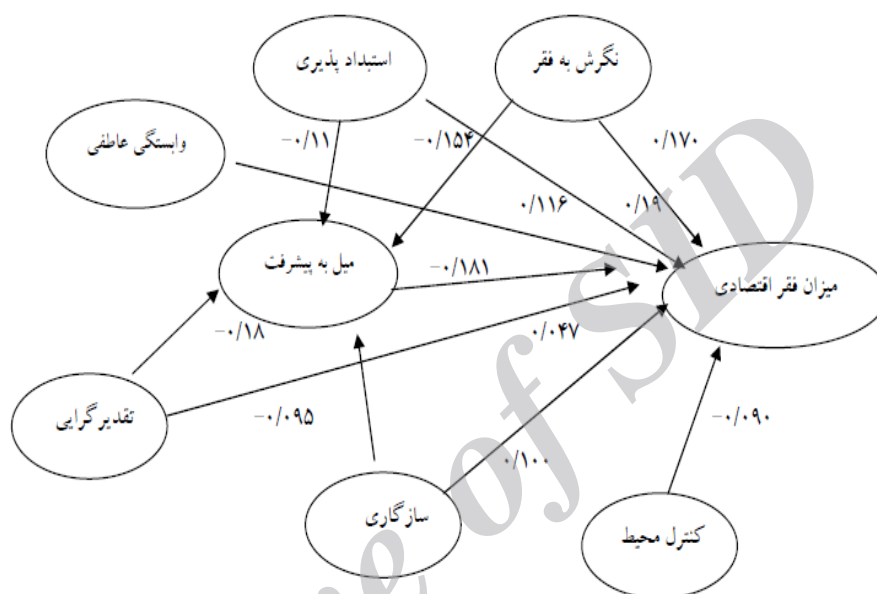 نگرش به فقر
استبداد پذیری
وابستگی عاطفی
-۰/۱۱
-۰/۱۵۴
۰/۱۷۰
۰/۱۱۶
۰/۱۹
میل به پیشرفت
-۰/۱۸۱
میزان فقر اقتصادی
-۰/۱۸
۰/۰۴۷
تقدیرگرایی
-۰/۰۹۵
-۰/۰۹۰
۰/۱۰۰
سازگاری
کنترل محیط
e of SID